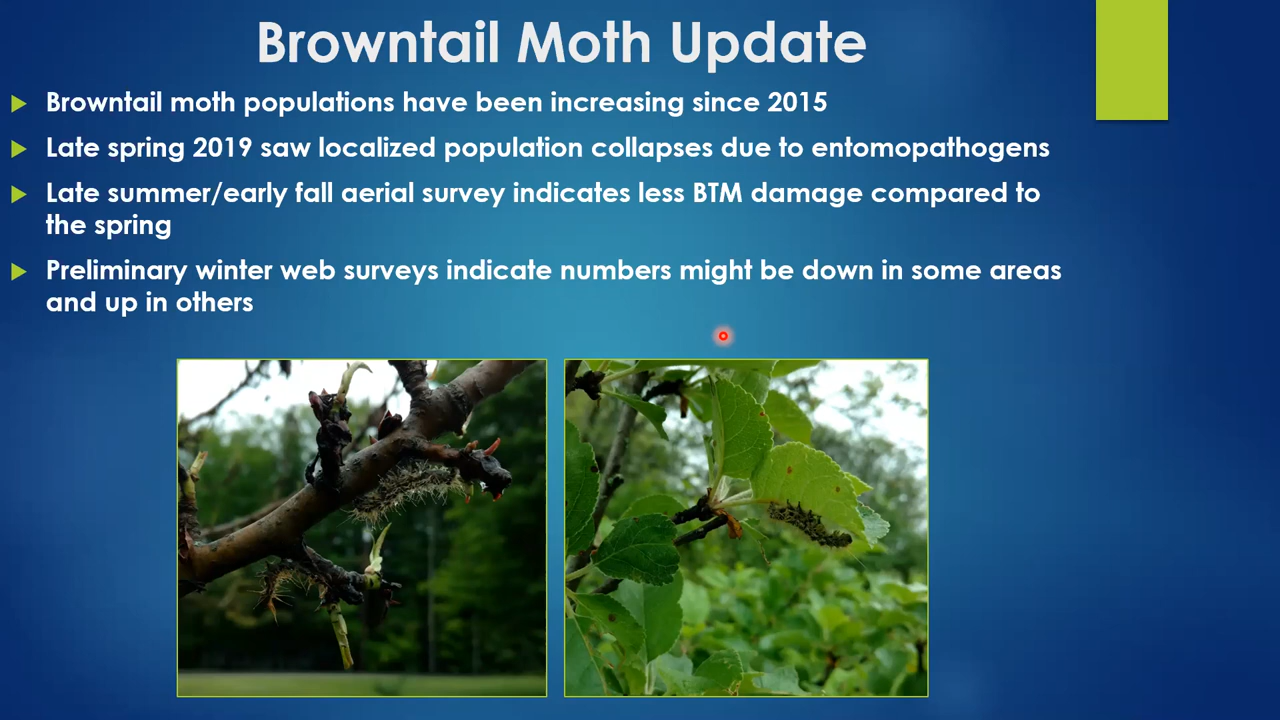 Browntail Moth Update
Browntail moth populations have been increasing since 2015
Late spring 2019 saw localized population collapses due to entomopathogens
Late summer/early fall aerial survey indicates less BTM damage compared to
the spring
Preliminary winter web surveys indicate numbers might be down in some areas
and up in others